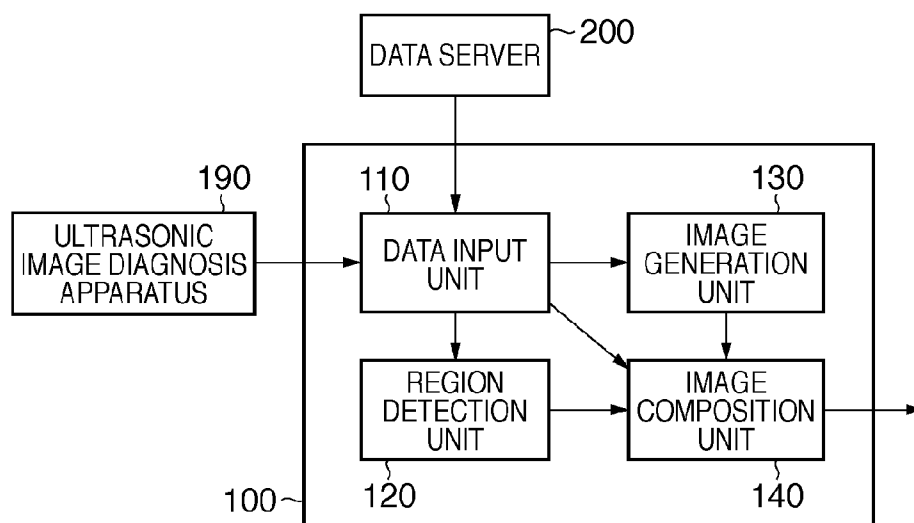 200
DATA SERVER
190
110
130
ULTRASONIC
IMAGE DIAGNOSIS
APPARATUS
DATA INPUT
UNIT
IMAGE
GENERATION
UNIT
REGION
DETECTION
UNIT
IMAGE
COMPOSITION
UNIT
100
120
140